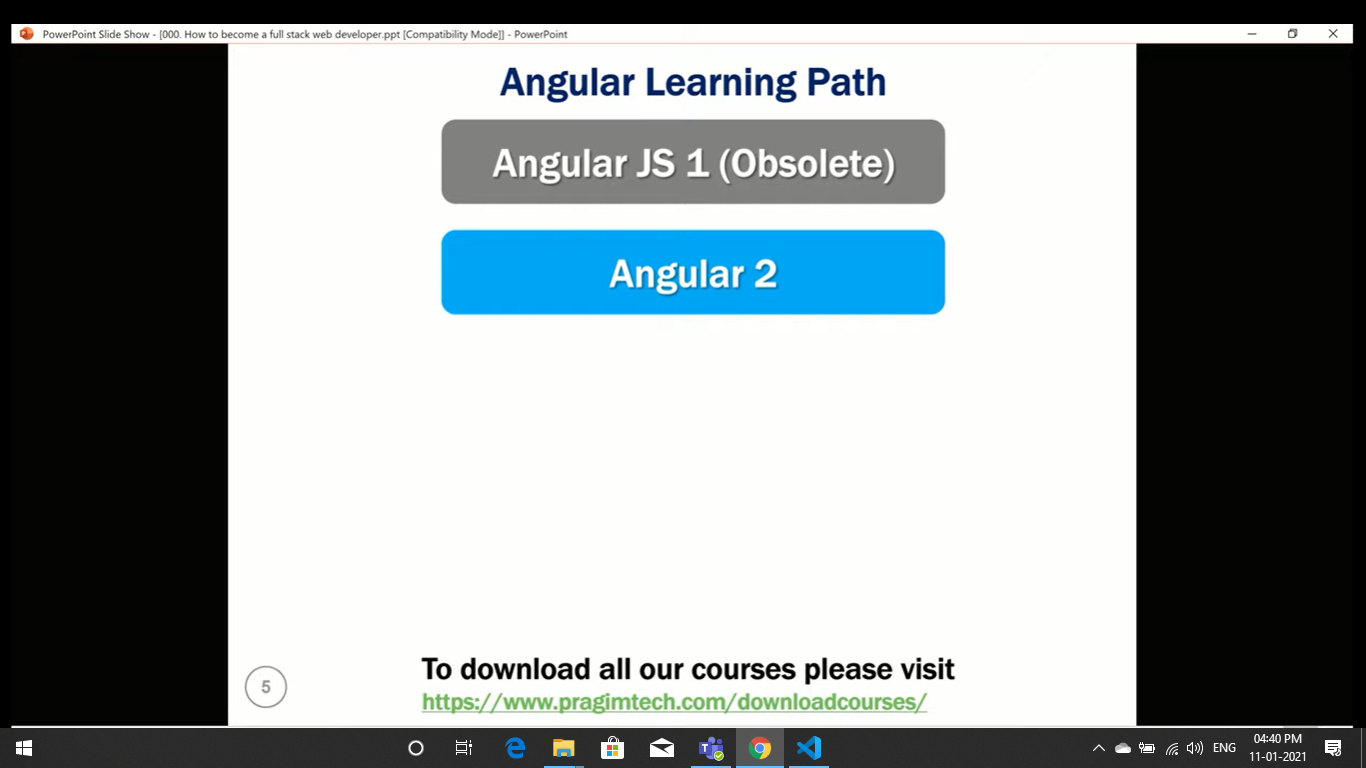 PowerPoint Slide Show - [000. How to become a full stack web developer.ppt [Compatibility Mode]] - PowerPoint
Angular Learning Path
Angular JS 1 (Obsolete)
Angular 2
To download all our courses please visit
https://www.pragimtech.com/downloadcourses/
5
ENG
04:40 PM
11-01-2021